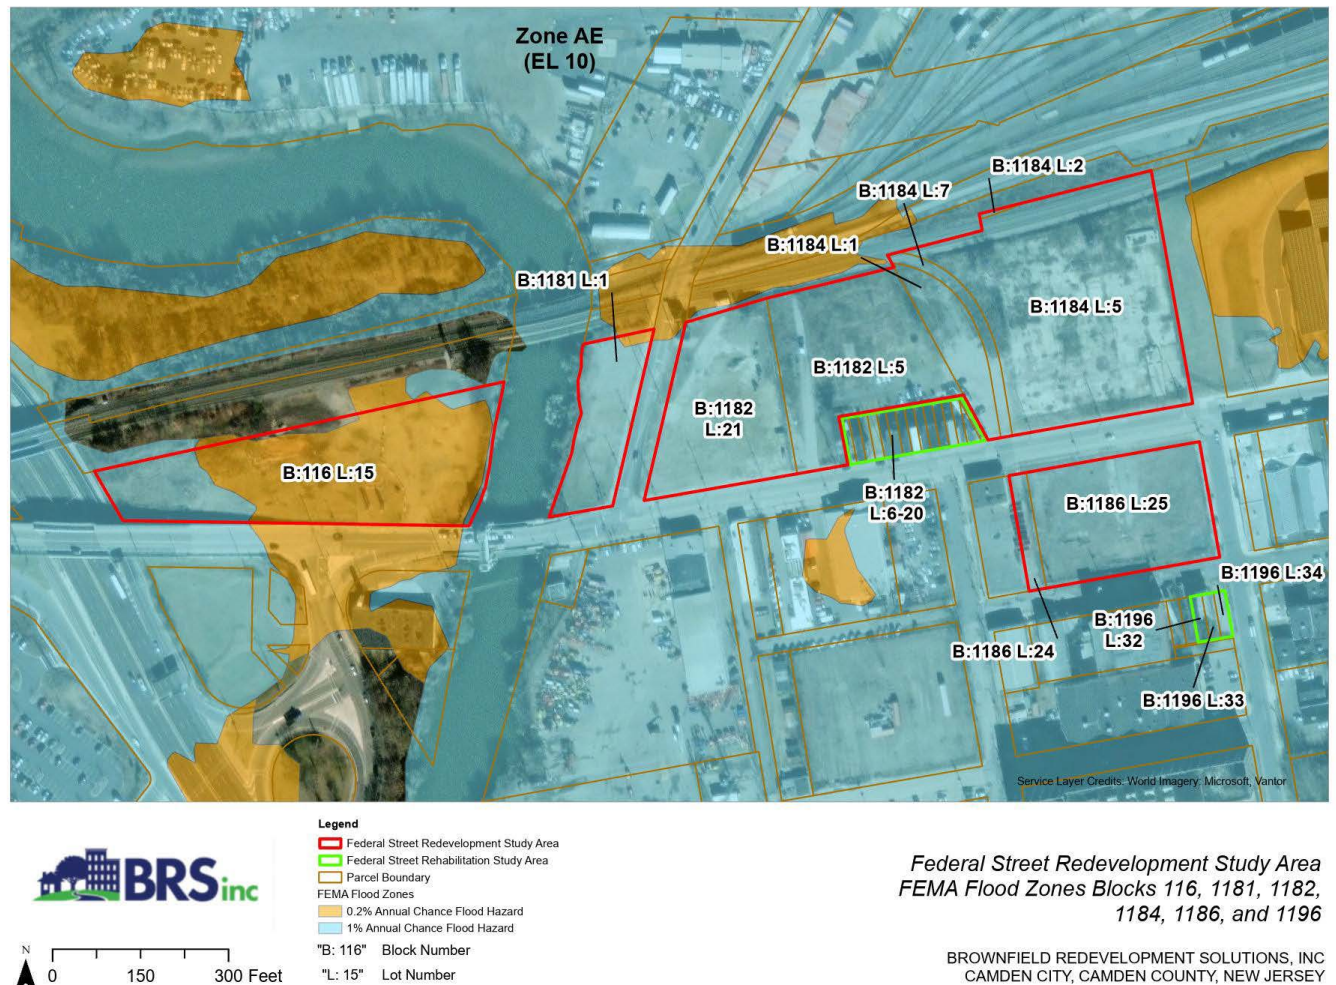 Zone AE
(EL 10)
B:1184 L:2
B:1184 L:7
B:1184 L:1
B:1181 L:1
B:1184 L:5
B:1182 L:5
B:1182
L:21
B:116 L:15
B:1182
L:6-20
B:1186 L:25
B:1196 L:34
B:1196
L:32
B:1186 L:24
B:1196 L:33
Service Layer Credits: World Imagery: Microsoft, Vantor
BRS inc
Legend
Federal Street Redevelopment Study Area
Federal Street Rehabilitation Study Area
Parcel Boundary
FEMA Flood Zones
0.2% Annual Chance Flood Hazard
1% Annual Chance Flood Hazard
"B: 116" Block Number
"L: 15" Lot Number
N
0 150 300 Feet
Federal Street Redevelopment Study Area
FEMA Flood Zones Blocks 116, 1181, 1182,
1184, 1186, and 1196
BROWNFIELD REDEVELOPMENT SOLUTIONS, INC
CAMDEN CITY, CAMDEN COUNTY, NEW JERSEY